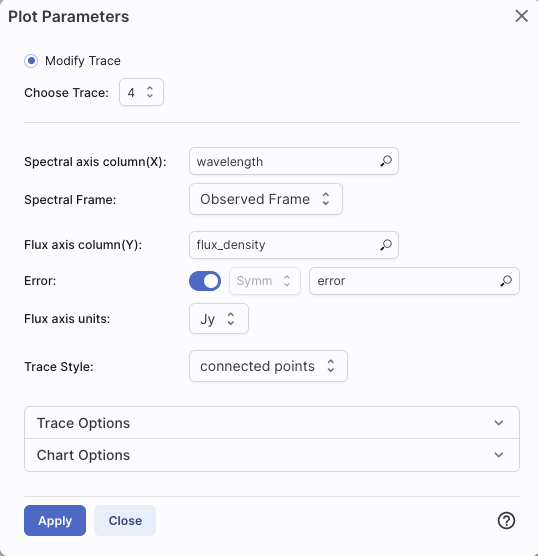 Plot Parameters
Modify Trace
Choose Trace: 4
Spectral axis column(X): wavelength
Spectral Frame: Observed Frame
Flux axis column(Y): flux_density
Error: Symm error
Flux axis units: Jy
Trace Style: connected points
Trace Options
Chart Options
Apply Close